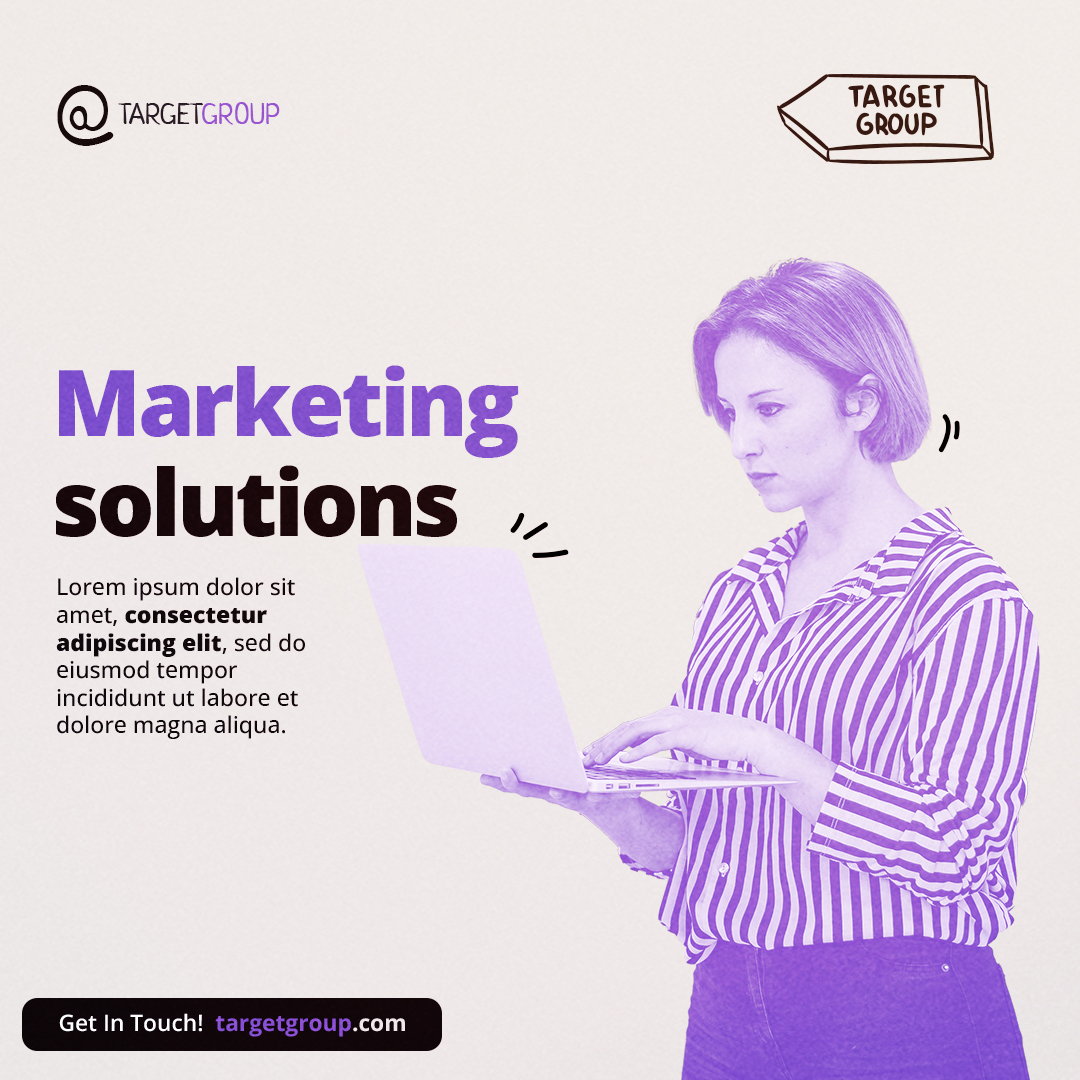 @TARGETGROUP
TARGET
GROUP
Marketing
solutions
Lorem ipsum dolor sit
amet, consectetur
adipiscing elit, sed do
eiusmod tempor
incididunt ut labore et
dolore magna aliqua.
Get In Touch! targetgroup.com